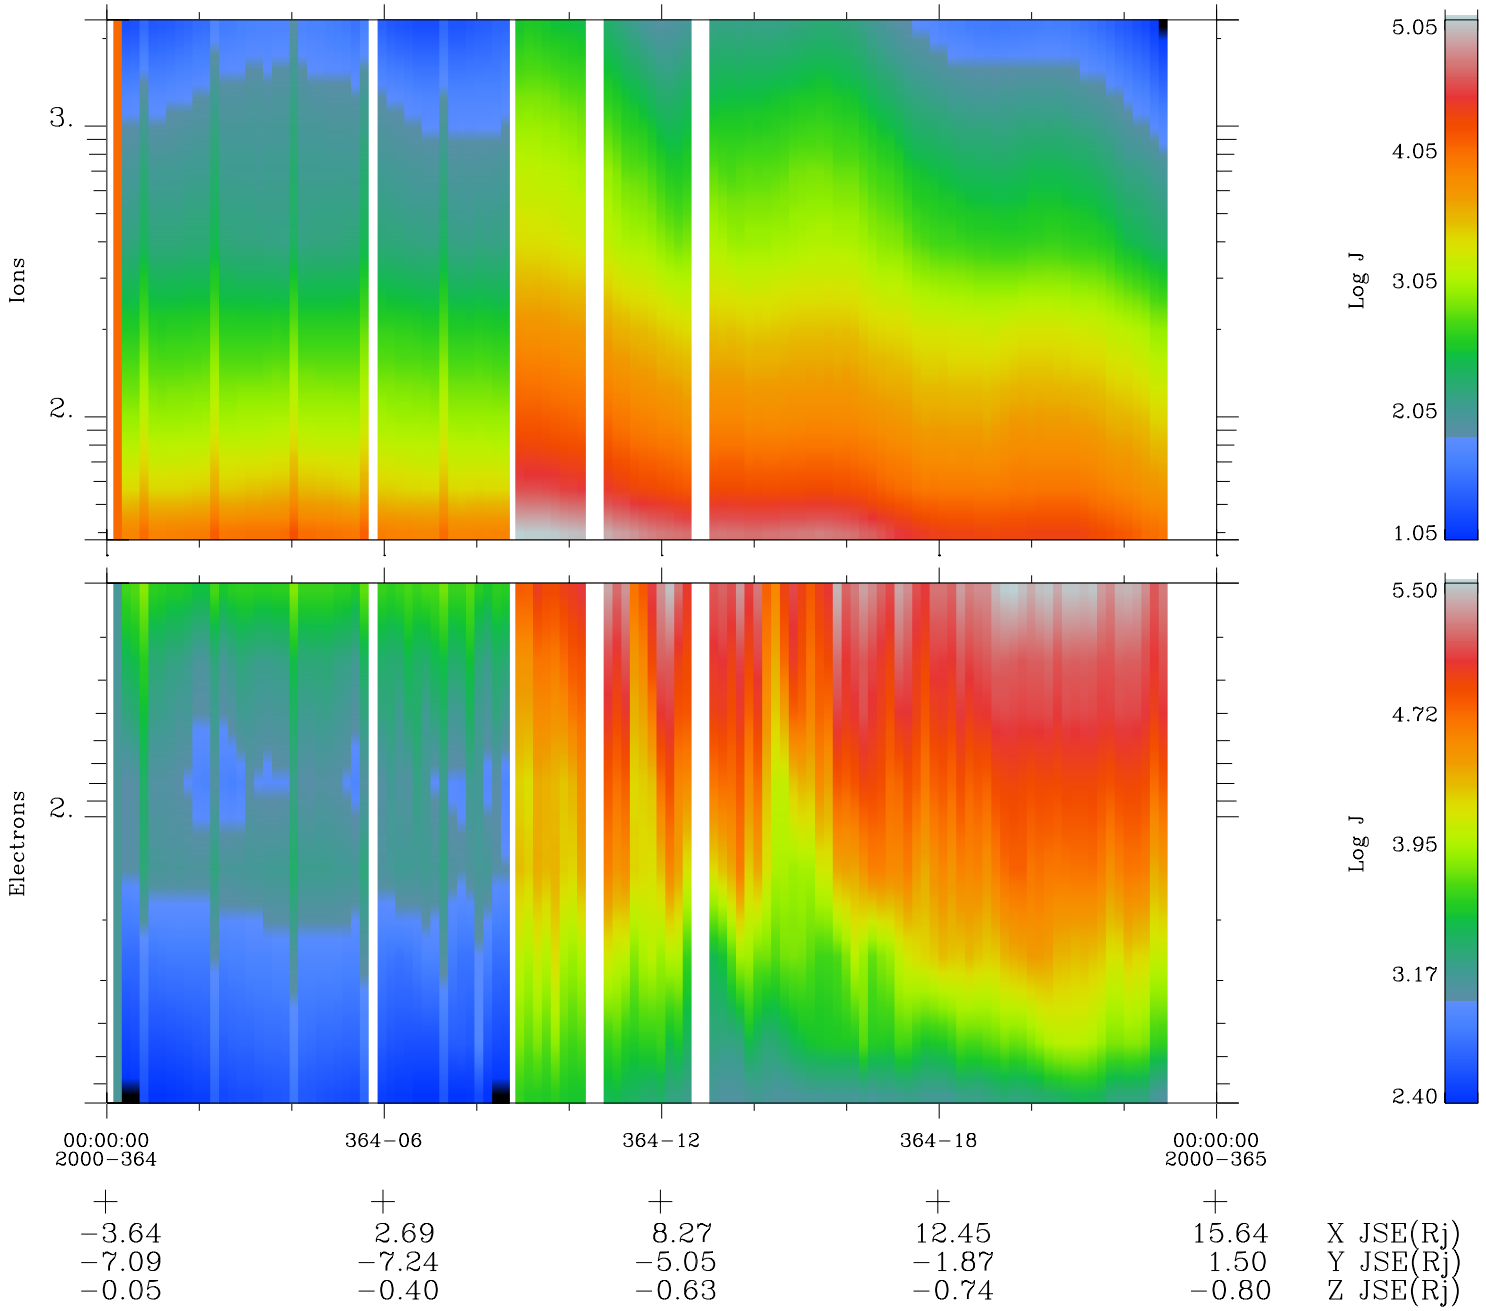 3.
2.
Ions
5.05
4.05
3.05
2.05
1.05
Log J
2.
Electrons
5.50
4.72
3.95
3.17
2.40
Log J
00:00:00 364-06 364-12 364-18 00:00:00
2000-364 2000-365
-3.64 2.69 8.27 12.45 15.64 X JSE(Rj)
-7.09 -7.24 -5.05 -1.87 1.50 Y JSE(Rj)
-0.05 -0.40 -0.63 -0.74 -0.80 Z JSE(Rj)